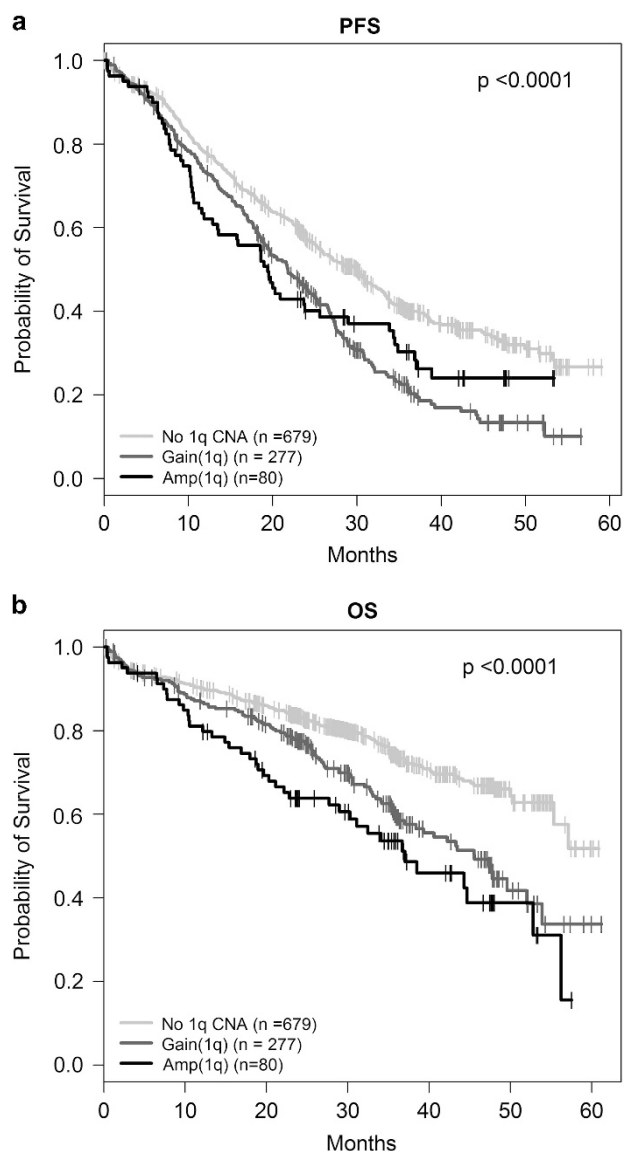 a
PFS
p <0.0001
Probability of Survival
1.0
0.8
0.6
0.4
0.2
0.0
No 1q CNA (n =679)
Gain(1q) (n = 277)
Amp(1q) (n=80)
0 10 20 30 40 50 60
Months
b
OS
p <0.0001
Probability of Survival
1.0
0.8
0.6
0.4
0.2
0.0
No 1q CNA (n =679)
Gain(1q) (n = 277)
Amp(1q) (n=80)
0 10 20 30 40 50 60
Months